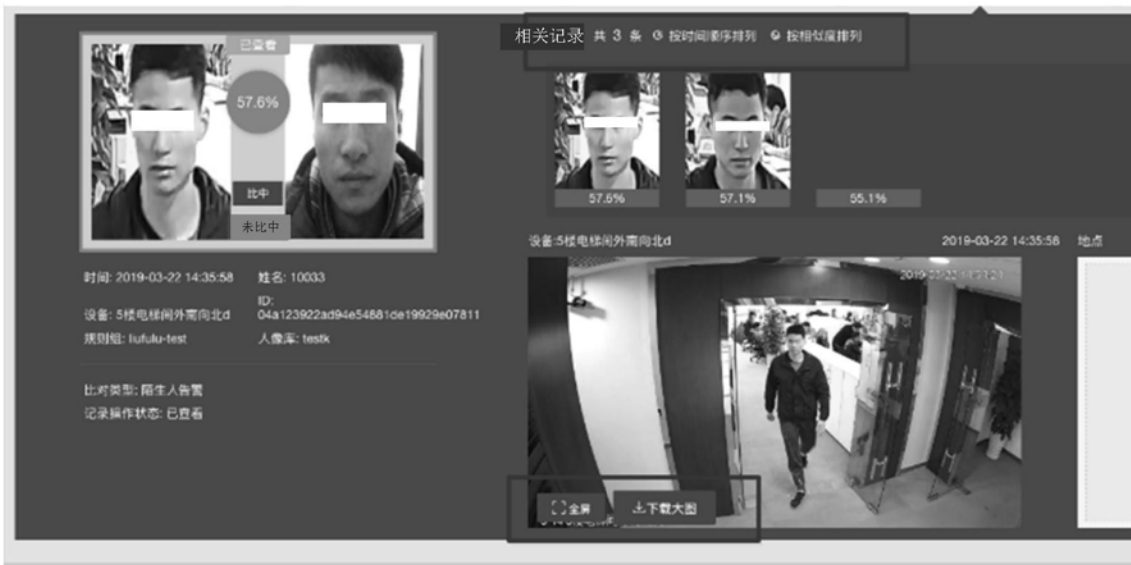 已查看
57.6%
比中
未比中
时间: 2019-03-22 14:35:58 姓名: 10033
ID:
设备: 5楼电梯间外南向北d 04a123922ad94e54881de19929e07811
规则组: liufulu-test 人像库: testk
比对类型: 陌生人告警
记录操作状态: 已查看
相关记录 共 3 条 按时间顺序排列 按相似度排列
57.6% 57.1% 55.1%
设备:5楼电梯间外南向北d 2019-03-22 14:35:58 地点
2019-03-22
全屏 下载大图